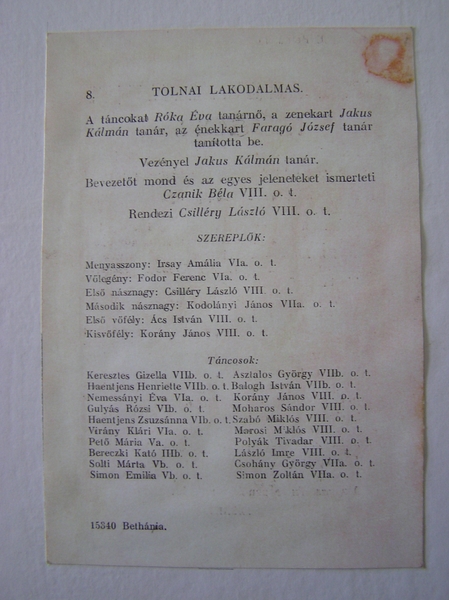 8. TOLNAI LAKODALMAS.
A táncokat Róka Éva tanárnő, a zenekart Jakus
Kálmán tanár, az énekkart Faragó József tanár
tanította be.
Vezényel Jakus Kálmán tanár.
Bevezetőt mond és az egyes jeleneteket ismerteti
Czanik Béla VIII. o. t.
Rendezi Csilléry László VIII. o. t.
SZEREPLŐK:
Menyasszony: Irsay Amália VIa. o. t.
Vőlegény: Fodor Ferenc VIa. o. t.
Első násznagy: Csilléry László VIII o. t.
Második násznagy: Kodolányi János VIIa. o. t.
Első vőfély: Ács István VIII. o. t.
Kisvőfély: Korány János VIII. o. t.
Táncosok:
Keresztes Gizella VIIb. o. t. Asztalos György VIIb. o. t.
Haentjens Henriette VIIb. o. t. Balogh István VIIb. o. t.
Nemessányi Éva VIa. o. t. Korány János VIII. o. t.
Gulyás Rózsi VIb. o. t. Moharos Sándor VIII. o. t.
Haentjens Zsuzsánna VIb. o. t. Szabó Miklós VIII. o. t.
Verány Klári VIa. o. t. Marosi Miklós VIII. o. t.
Pető Mária Va. o. t. Polyák Tivadar VIII. o. t.
Bereczki Kató IIIb. o. t. László Imre VIII. o. t.
Solti Márta Vb. o. t. Csohány György VIIa. o. t.
Simon Emilia Vb. o. t. Simon Zoltán VIIa. o. t.
15340 Bethánia.